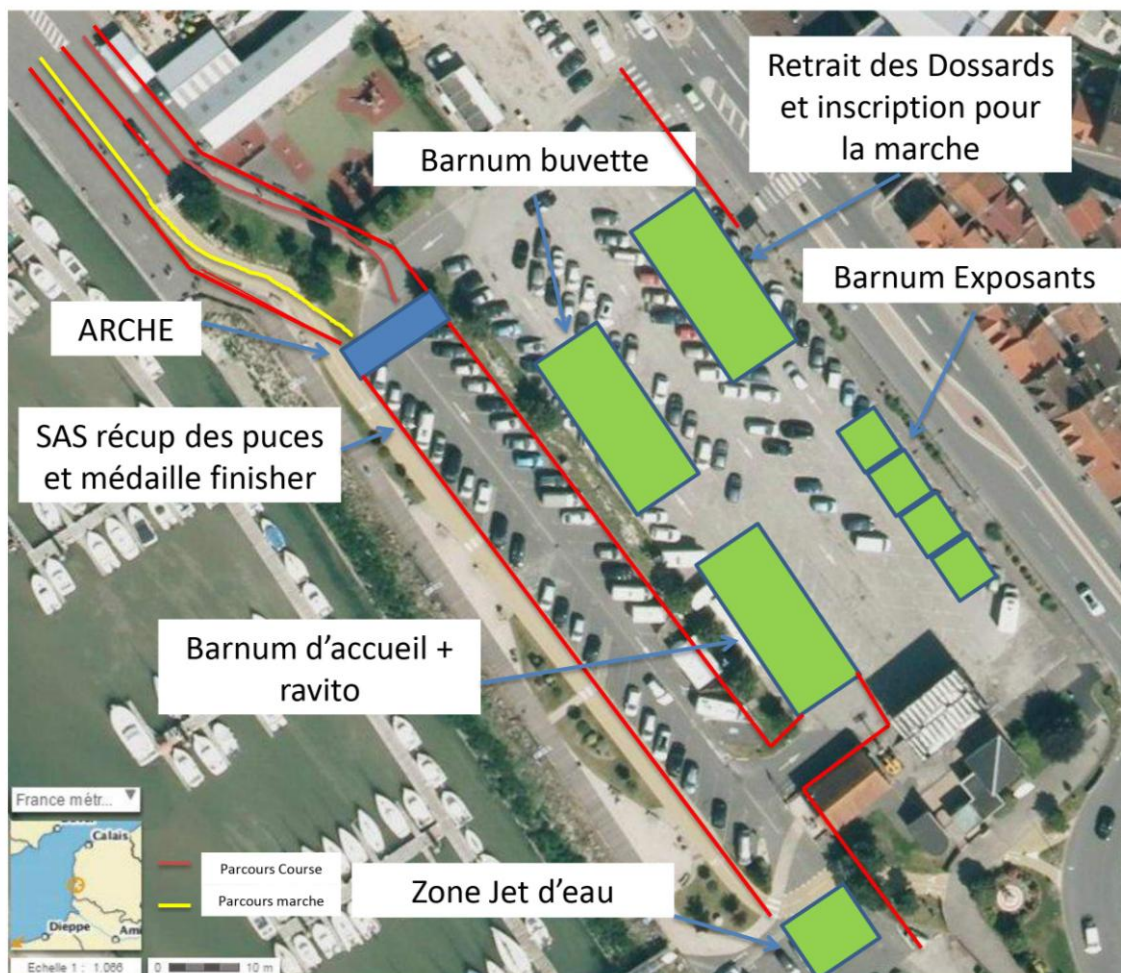 Retrait des Dossards
et inscription pour
la marche
Barnum buvette
Barnum Exposants
ARCHE
SAS récup des puces
et médaille finisher
Barnum d'accueil +
ravito
France métr...
Calais
Dieppe
Parcours Course
Parcours marche
Zone Jet d'eau
Echelle 1 : 1.066
0 10 m